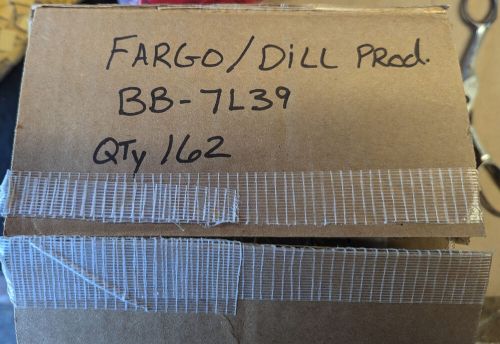 FARGO/DiLL PRod.
BB-7L39
QTy 162